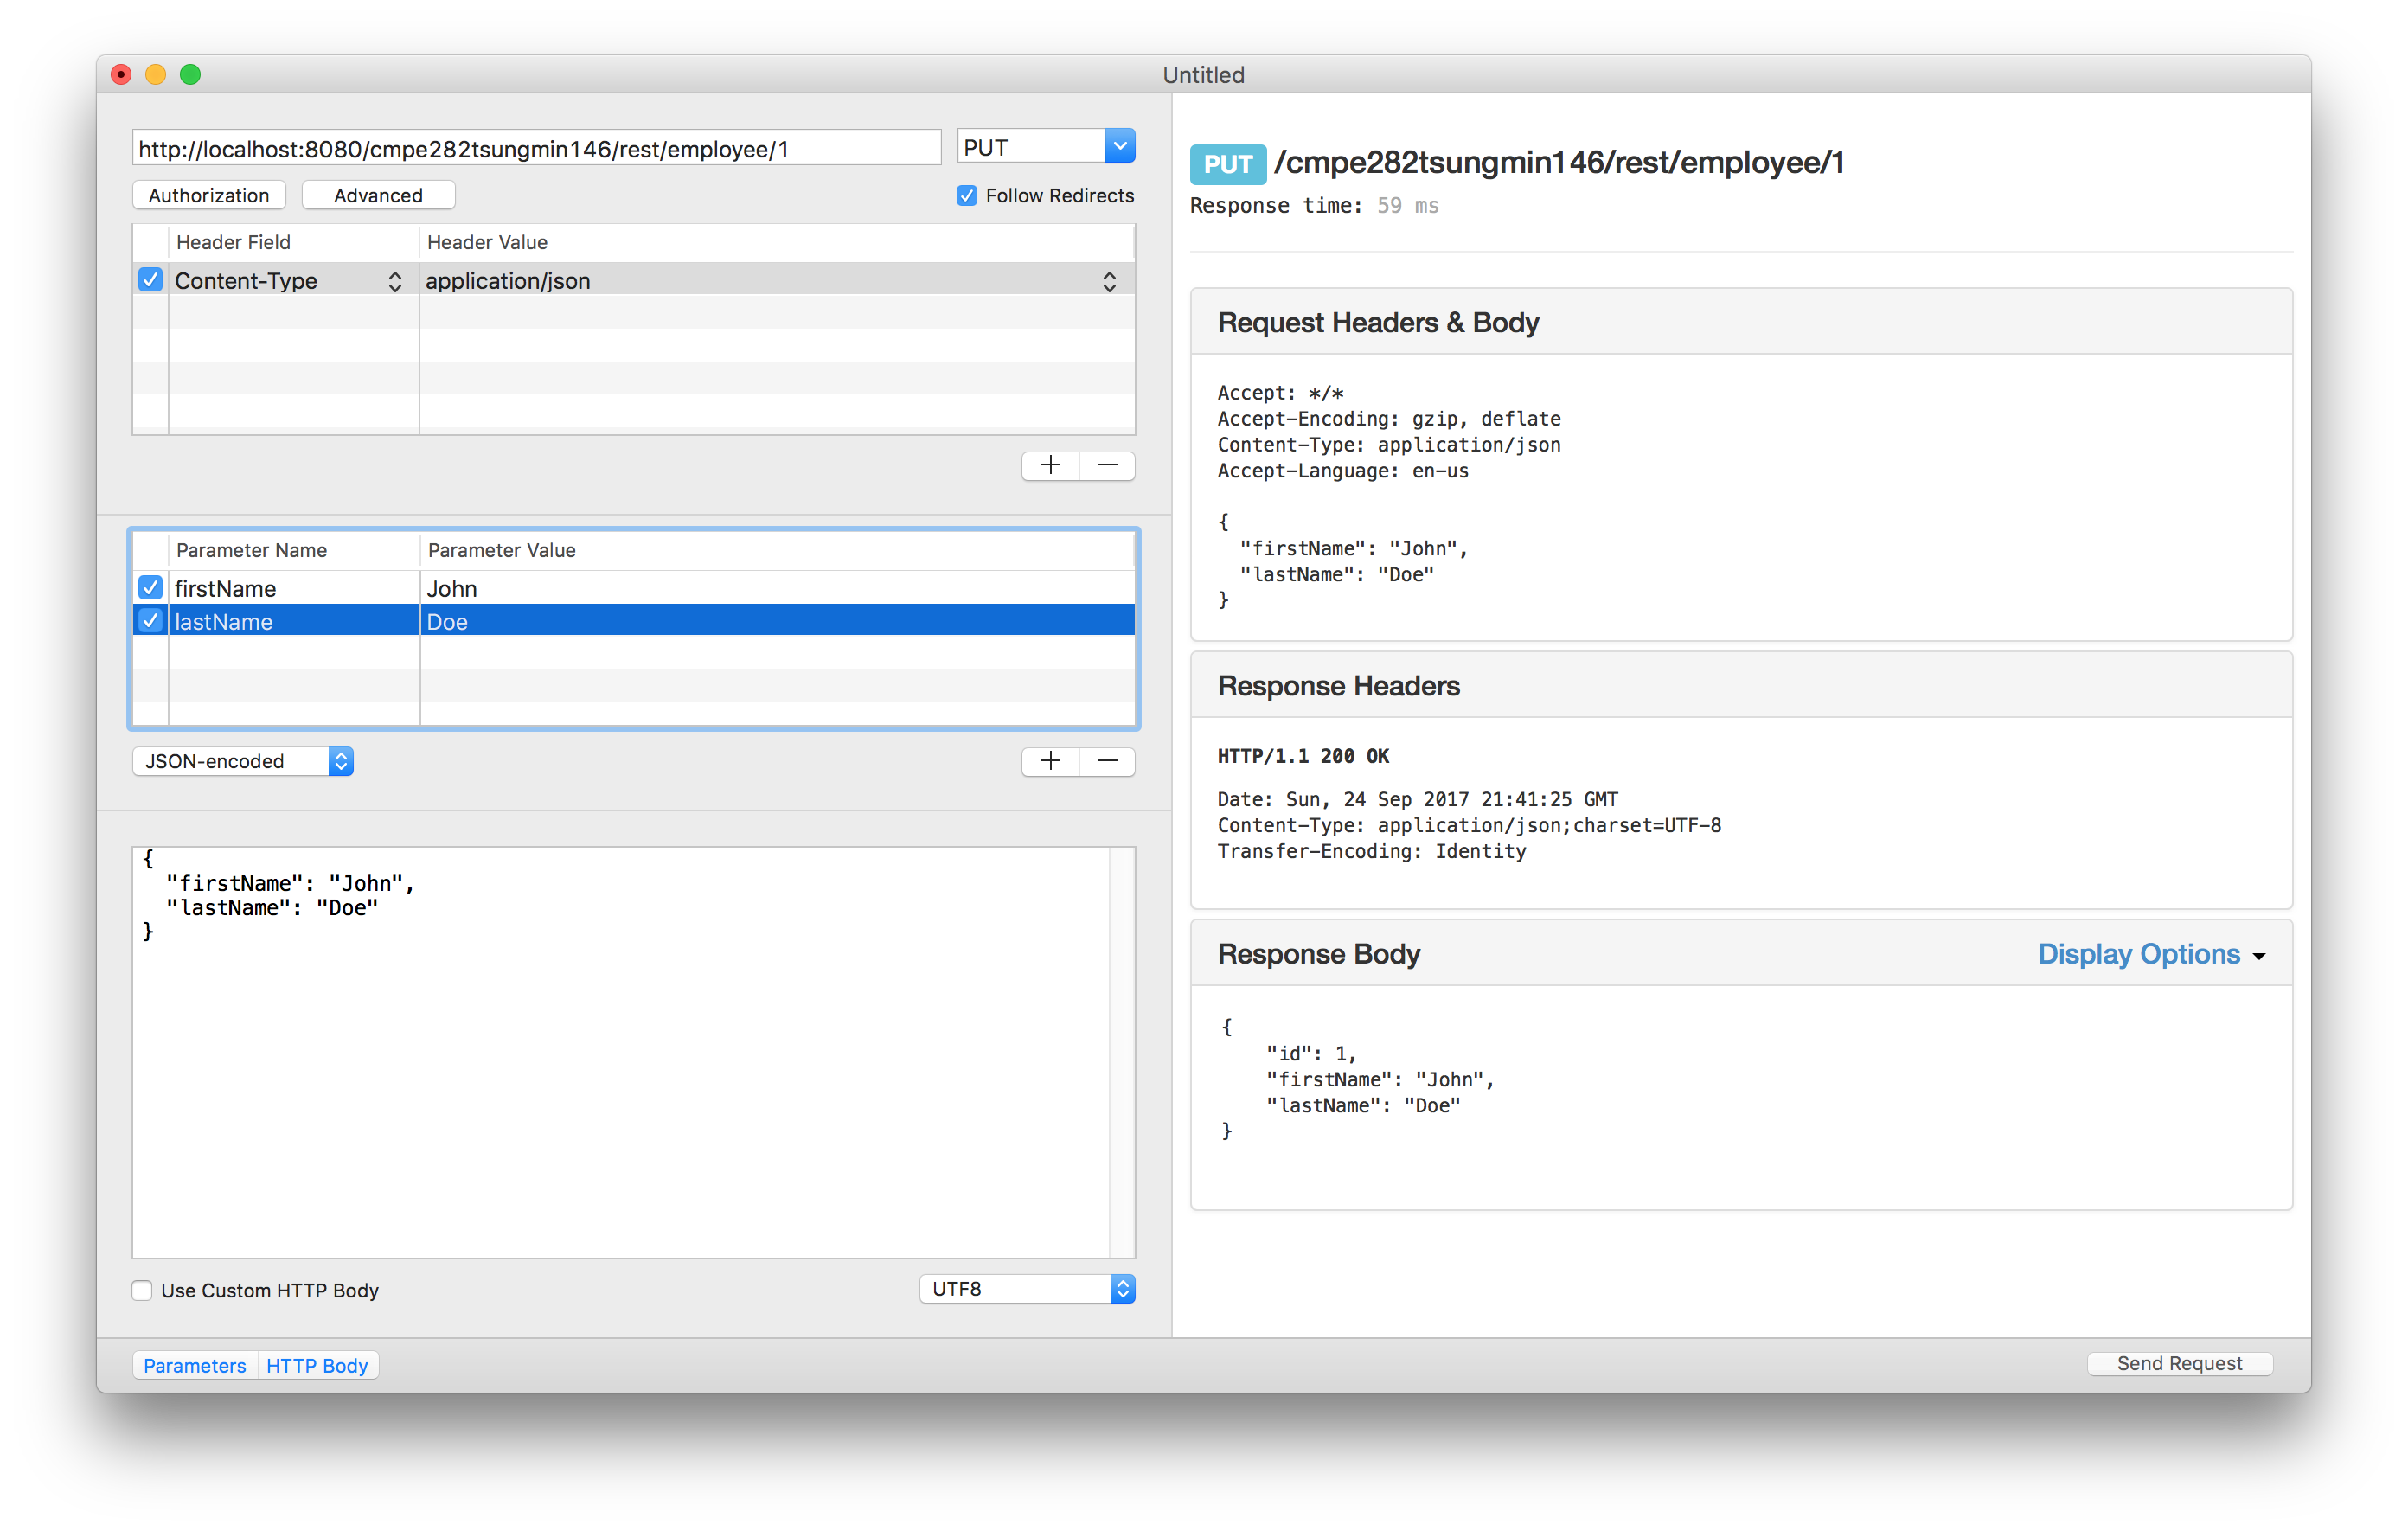 Untitled
http://localhost:8080/cmpe282tsungmin146/rest/employee/1
PUT
Authorization
Advanced
Follow Redirects
Header Field
Header Value
Content-Type
application/json
Parameter Name
Parameter Value
firstName
John
lastName
Doe
JSON-encoded
{
"firstName": "John",
"lastName": "Doe"
}
Use Custom HTTP Body
UTF8
Parameters
HTTP Body
PUT /cmpe282tsungmin146/rest/employee/1
Response time: 59 ms
Request Headers & Body
Accept: */*
Accept-Encoding: gzip, deflate
Content-Type: application/json
Accept-Language: en-us
{
"firstName": "John",
"lastName": "Doe"
}
Response Headers
HTTP/1.1 200 OK
Date: Sun, 24 Sep 2017 21:41:25 GMT
Content-Type: application/json;charset=UTF-8
Transfer-Encoding: Identity
Response Body
Display Options
{
"id": 1,
"firstName": "John",
"lastName": "Doe"
}
Send Request